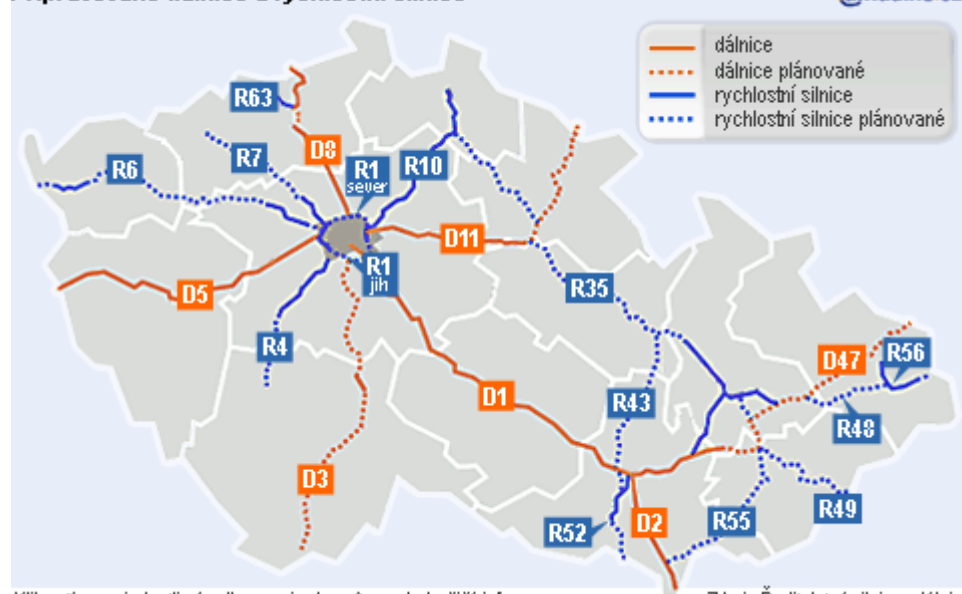 dálnice
dálnice plánované
rychlostní silnice
rychlostní silnice plánované
R63
R7
D8
R1
sever
R10
R6
D11
R1
jih
R35
D5
R4
D1
R43
D47
R56
R48
D3
R52
D2
R55
R49